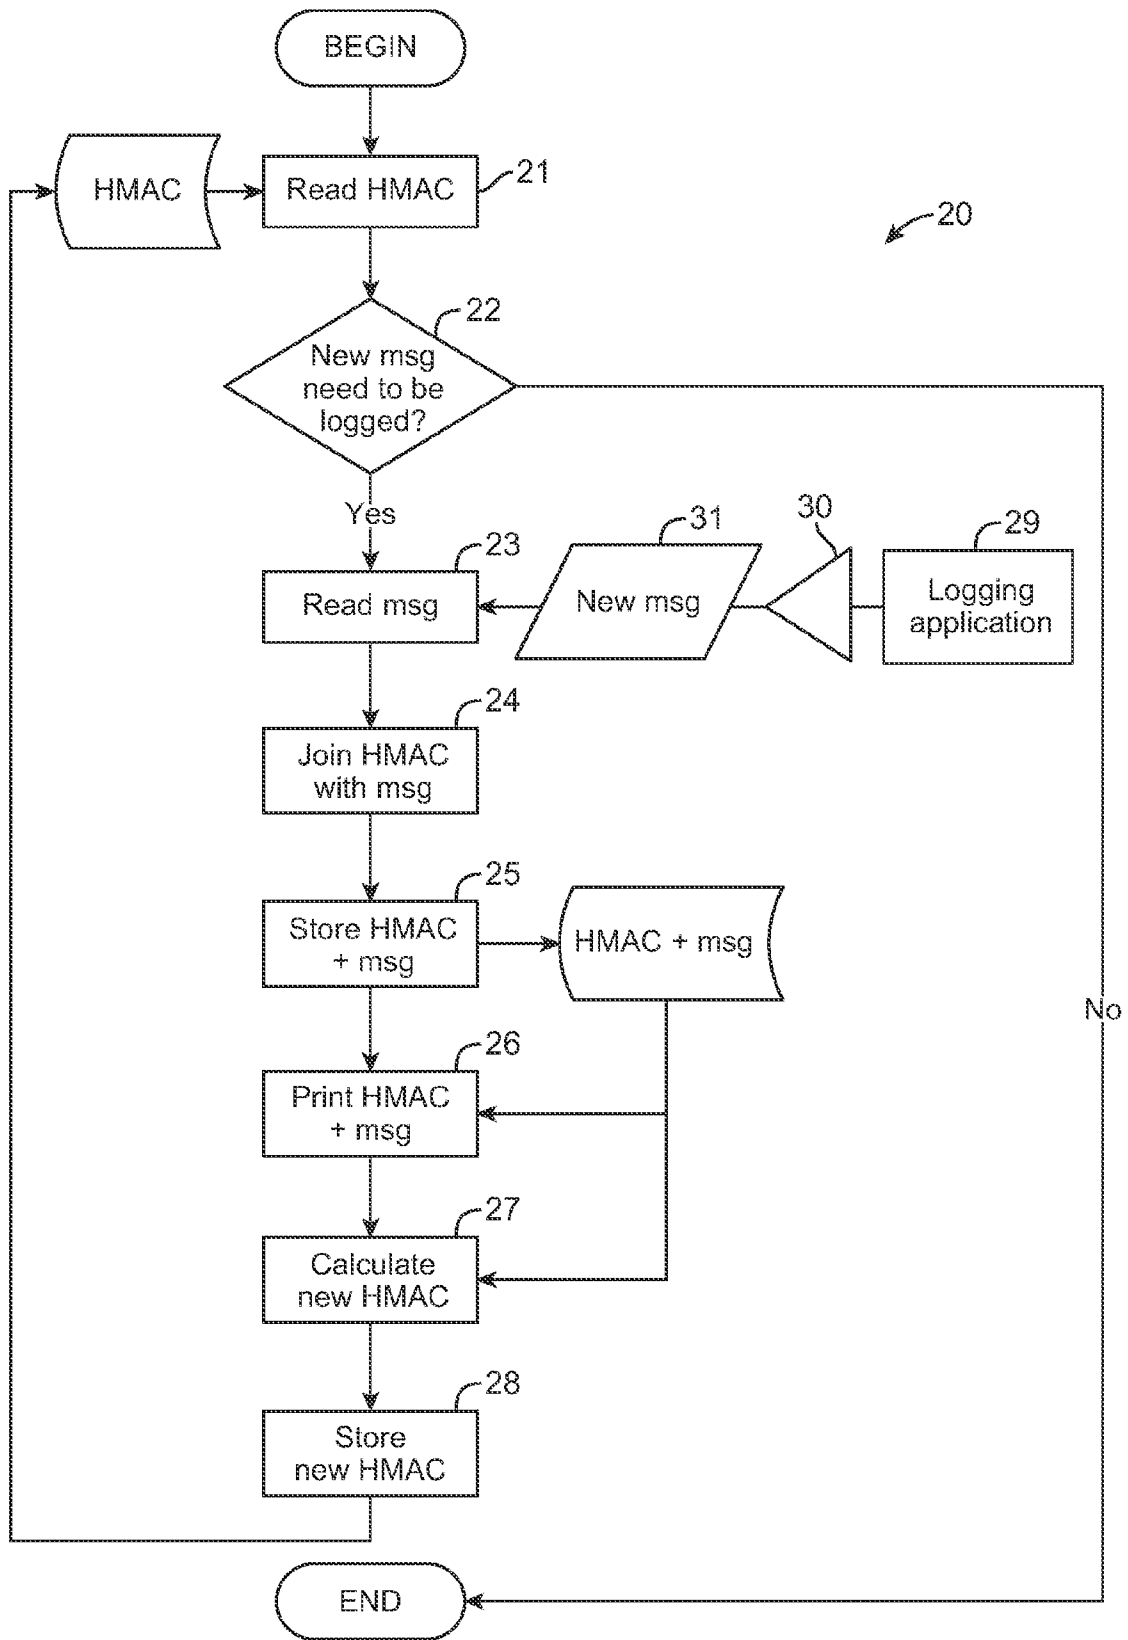 BEGIN
HMAC
Read HMAC
21
20
22
New msg
need to be
logged?
Yes
23
Read msg
31
New msg
30
29
Logging
application
24
Join HMAC
with msg
25
Store HMAC
+ msg
HMAC + msg
No
26
Print HMAC
+ msg
27
Calculate
new HMAC
28
Store
new HMAC
END